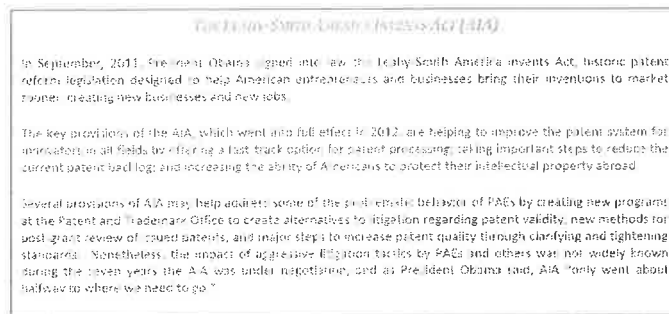 The Leahy-Smith America Invents Act (AIA)
In September, 2011, President Obama signed into law the Leahy-Smith America Invents Act, historic patent
reform legislation designed to help American entrepreneurs and businesses bring their inventions to market
sooner, creating new businesses and new jobs.
The key provisions of the AIA, which went into full effect in 2012, are helping to improve the patent system for
innovators in all fields by offering a fast track option for patent processing; taking important steps to reduce the
current patent backlog; and increasing the ability of Americans to protect their intellectual property abroad.
Several provisions of AIA may help address some of the problematic behavior of PAEs by creating new programs
at the Patent and Trademark Office to create alternatives to litigation regarding patent validity, new methods for
post-grant review of issued patents, and major steps to increase patent quality through clarifying and tightening
standards. Nonetheless, the impact of aggressive litigation tactics by PAEs and others was not widely known
during the seven years the AIA was under negotiation, and as President Obama said, AIA "only went about
halfway to where we need to go."